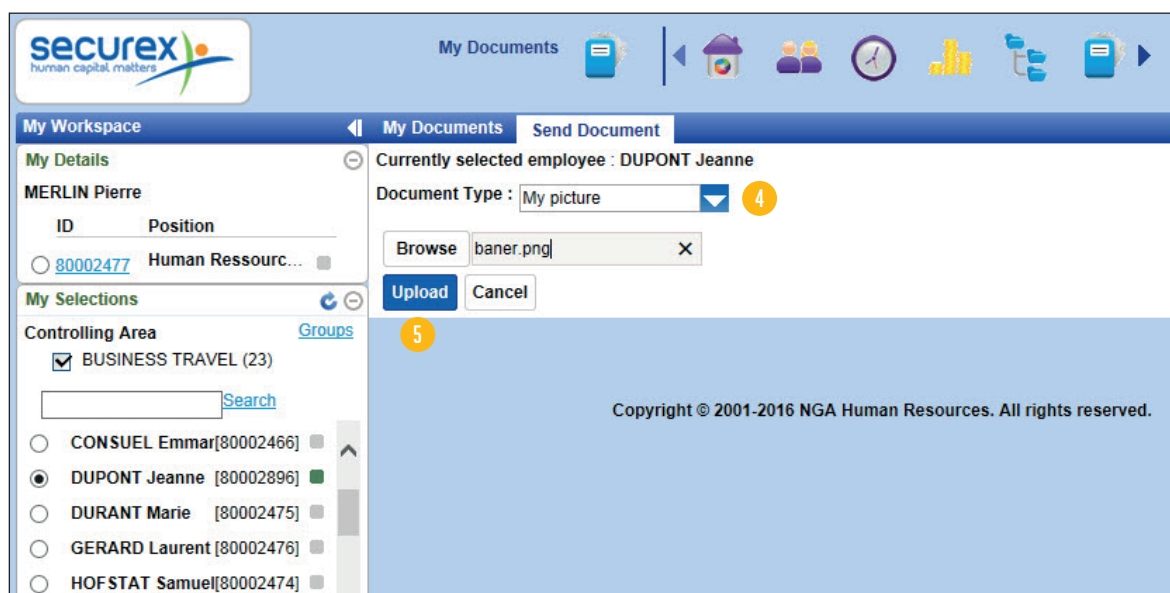 securex
human capital matters
My Documents
My Workspace
My Documents
Send Document
My Details
MERLIN Pierre
ID Position
80002477 Human Ressourc...
My Selections
Controlling Area Groups
BUSINESS TRAVEL (23)
Search
CONSUEL Emmar[80002466]
DUPONT Jeanne [80002896]
DURANT Marie [80002475]
GERARD Laurent [80002476]
HOFSTAT Samuel[80002474]
Currently selected employee : DUPONT Jeanne
Document Type : My picture
4
Browse baner.png
Upload Cancel
5
Copyright © 2001-2016 NGA Human Resources. All rights reserved.